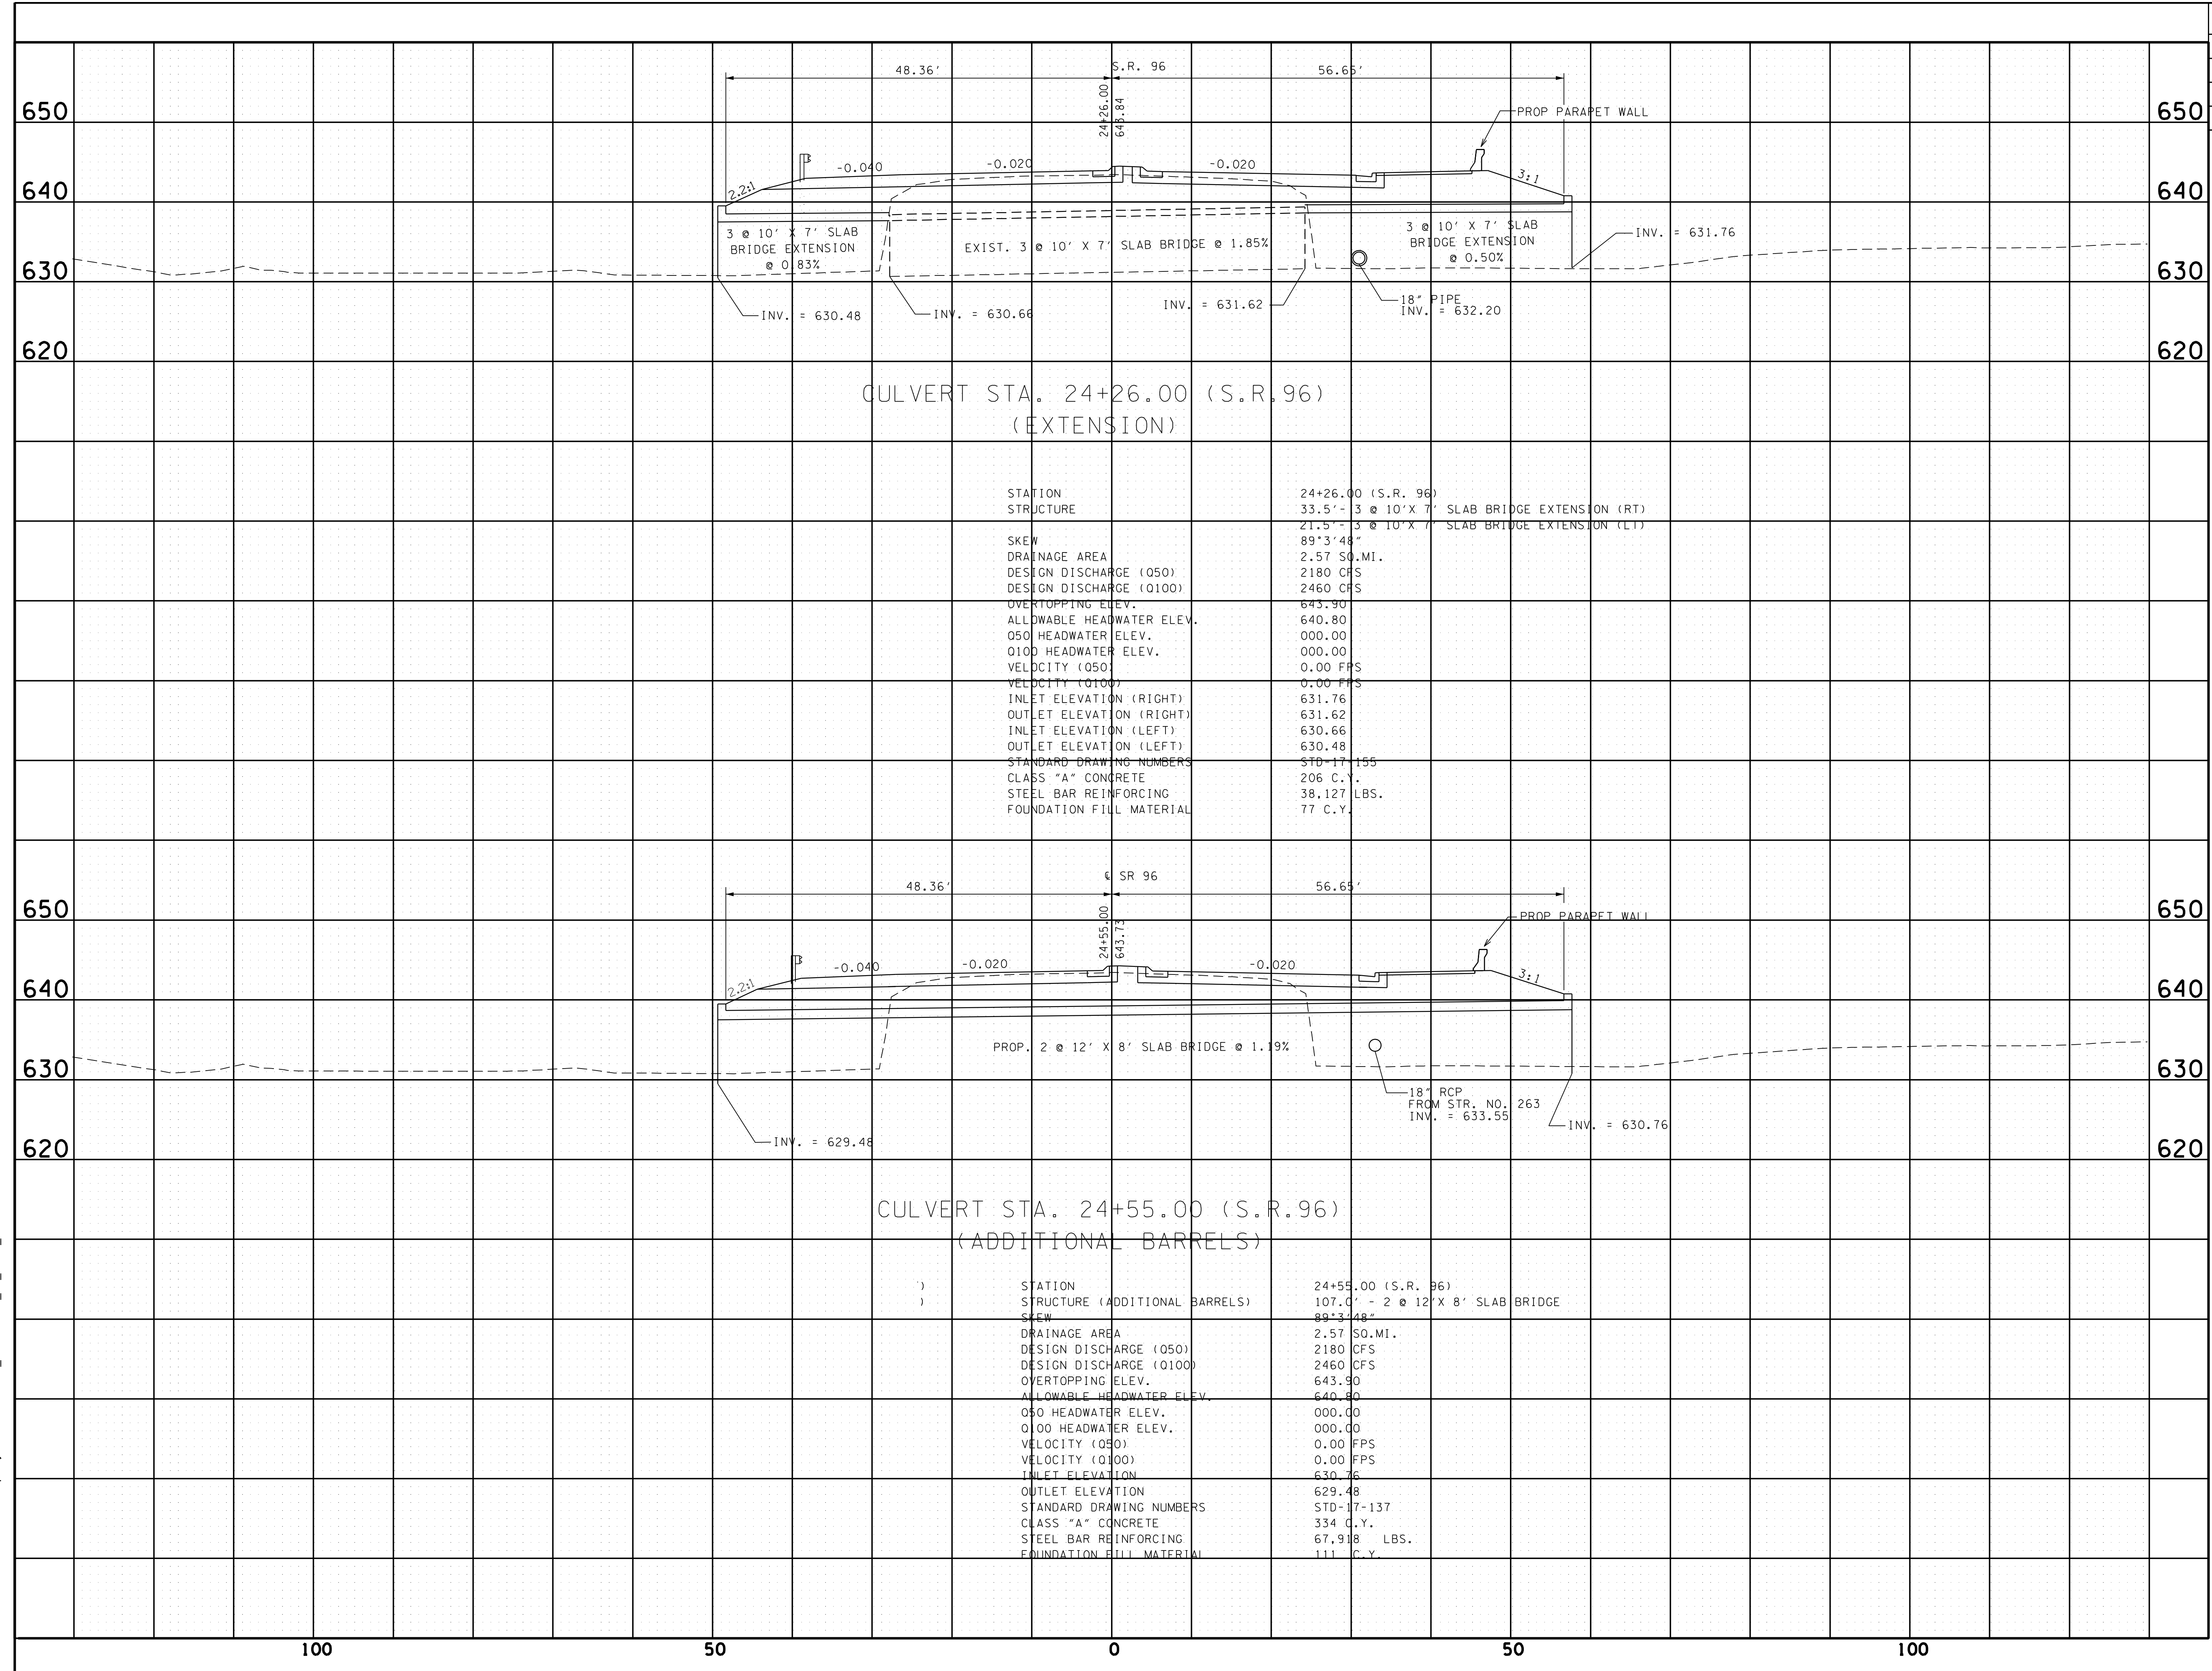 48.36′ S.R. 96 56.65′
24+26.00
643.84
650 650
PROP PARAPET WALL
-0.040 -0.020 -0.020
2.2:1 3:1
640 640
3 @ 10′ X 7′ SLAB
BRIDGE EXTENSION
@ 0.83%
EXIST. 3 @ 10′ X 7′ SLAB BRIDGE @ 1.85%
3 @ 10′ X 7′ SLAB
BRIDGE EXTENSION
@ 0.50%
INV. = 631.76
630 630
INV. = 630.48
INV. = 630.66
INV. = 631.62
18″ PIPE
INV. = 632.20
620 620
CULVERT STA. 24+26.00 (S.R.96)
(EXTENSION)
STATION 24+26.00 (S.R. 96)
STRUCTURE 33.5′- 3 @ 10′X 7′ SLAB BRIDGE EXTENSION (RT)
21.5′- 3 @ 10′X 7′ SLAB BRIDGE EXTENSION (LT)
SKEW 89°3′48″
DRAINAGE AREA 2.57 SQ.MI.
DESIGN DISCHARGE (Q50) 2180 CFS
DESIGN DISCHARGE (Q100) 2460 CFS
OVERTOPPING ELEV. 643.90
ALLOWABLE HEADWATER ELEV. 640.80
Q50 HEADWATER ELEV. 000.00
Q100 HEADWATER ELEV. 000.00
VELOCITY (Q50) 0.00 FPS
VELOCITY (Q100) 0.00 FPS
INLET ELEVATION (RIGHT) 631.76
OUTLET ELEVATION (RIGHT) 631.62
INLET ELEVATION (LEFT) 630.66
OUTLET ELEVATION (LEFT) 630.48
STANDARD DRAWING NUMBERS STD-17-155
CLASS ″A″ CONCRETE 206 C.Y.
STEEL BAR REINFORCING 38,127 LBS.
FOUNDATION FILL MATERIAL 77 C.Y.
48.36′ ℄ SR 96 56.65′
24+55.00
643.73
650 650
PROP PARAPET WALL
-0.040 -0.020 -0.020
2.2:1 3:1
640 640
PROP. 2 @ 12′ X 8′ SLAB BRIDGE @ 1.19%
630 630
18″ RCP
FROM STR. NO. 263
INV. = 633.55
INV. = 630.76
INV. = 629.48
620 620
CULVERT STA. 24+55.00 (S.R.96)
(ADDITIONAL BARRELS)
) STATION 24+55.00 (S.R. 96)
) STRUCTURE (ADDITIONAL BARRELS) 107.0′ - 2 @ 12′X 8′ SLAB BRIDGE
SKEW 89°3′48″
DRAINAGE AREA 2.57 SQ.MI.
DESIGN DISCHARGE (Q50) 2180 CFS
DESIGN DISCHARGE (Q100) 2460 CFS
OVERTOPPING ELEV. 643.90
ALLOWABLE HEADWATER ELEV. 640.80
Q50 HEADWATER ELEV. 000.00
Q100 HEADWATER ELEV. 000.00
VELOCITY (Q50) 0.00 FPS
VELOCITY (Q100) 0.00 FPS
INLET ELEVATION 630.76
OUTLET ELEVATION 629.48
STANDARD DRAWING NUMBERS STD-17-137
CLASS ″A″ CONCRETE 334 C.Y.
STEEL BAR REINFORCING 67,918 LBS.
FOUNDATION FILL MATERIAL 111 C.Y.
100 50 0 50 100